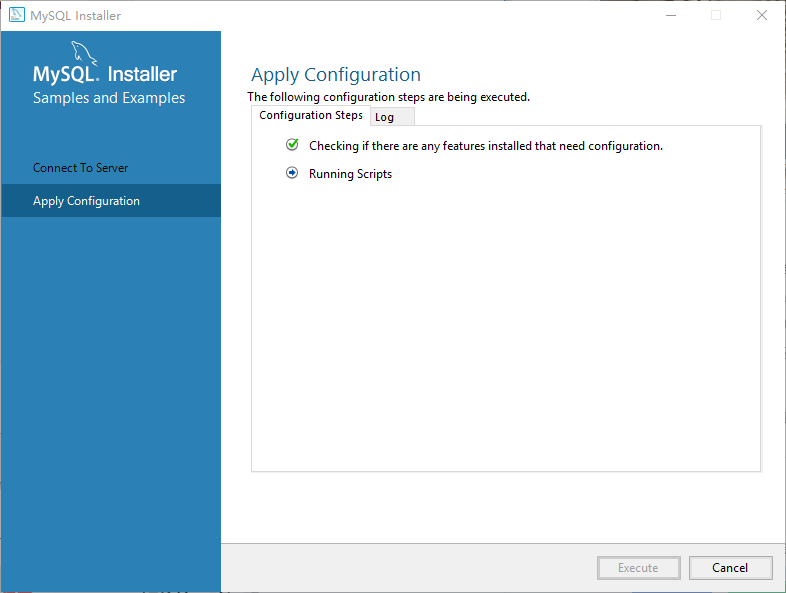 MySQL Installer
MySQL. Installer
Samples and Examples
Connect To Server
Apply Configuration
Apply Configuration
The following configuration steps are being executed.
Configuration Steps
Log
Checking if there are any features installed that need configuration.
Running Scripts
Execute
Cancel